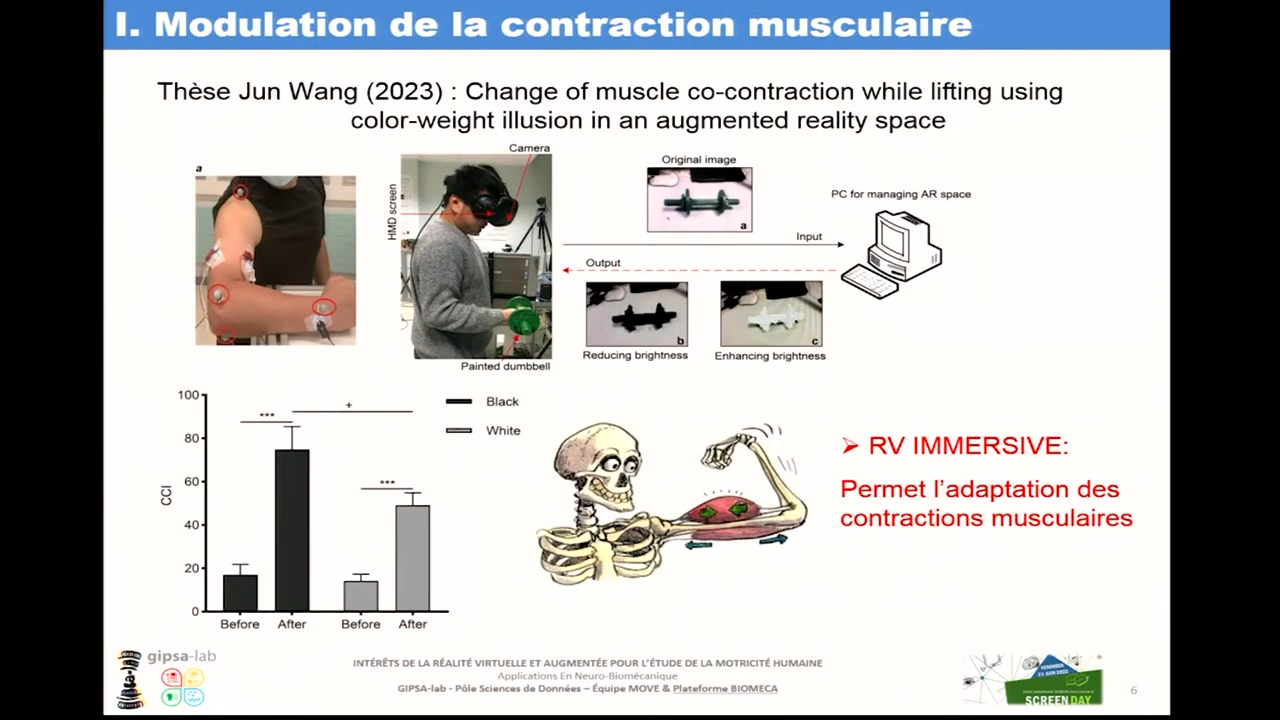 I. Modulation de la contraction musculaire
Thèse Jun Wang (2023) : Change of muscle co-contraction while lifting using
color-weight illusion in an augmented reality space
a
Camera
HMD screen
Painted dumbbell
Original image
a
PC for managing AR space
Input
Output
b
c
Reducing brightness
Enhancing brightness
CCI
100
80
60
40
20
0
***
+
***
Black
White
Before
After
Before
After
➢ RV IMMERSIVE:
Permet l'adaptation des
contractions musculaires
gipsa-lab
INTÉRÊTS DE LA RÉALITÉ VIRTUELLE ET AUGMENTÉE POUR L'ÉTUDE DE LA MOTRICITÉ HUMAINE
Applications En Neuro-Biomécanique
GIPSA-lab - Pôle Sciences de Données – Équipe MOVE & Plateforme BIOMECA
VENDREDI
SCREEN DAY
6